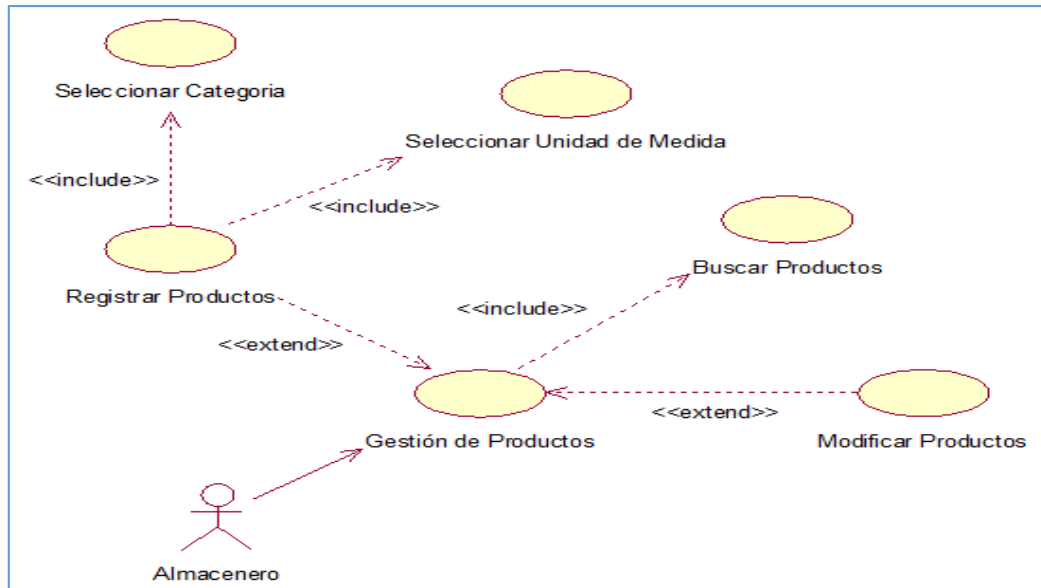 Seleccionar Categoria
Seleccionar Unidad de Medida
<<include>>
<<include>>
Buscar Productos
Registrar Productos
<<include>>
<<extend>>
<<extend>>
Gestión de Productos
Modificar Productos
Almacenero